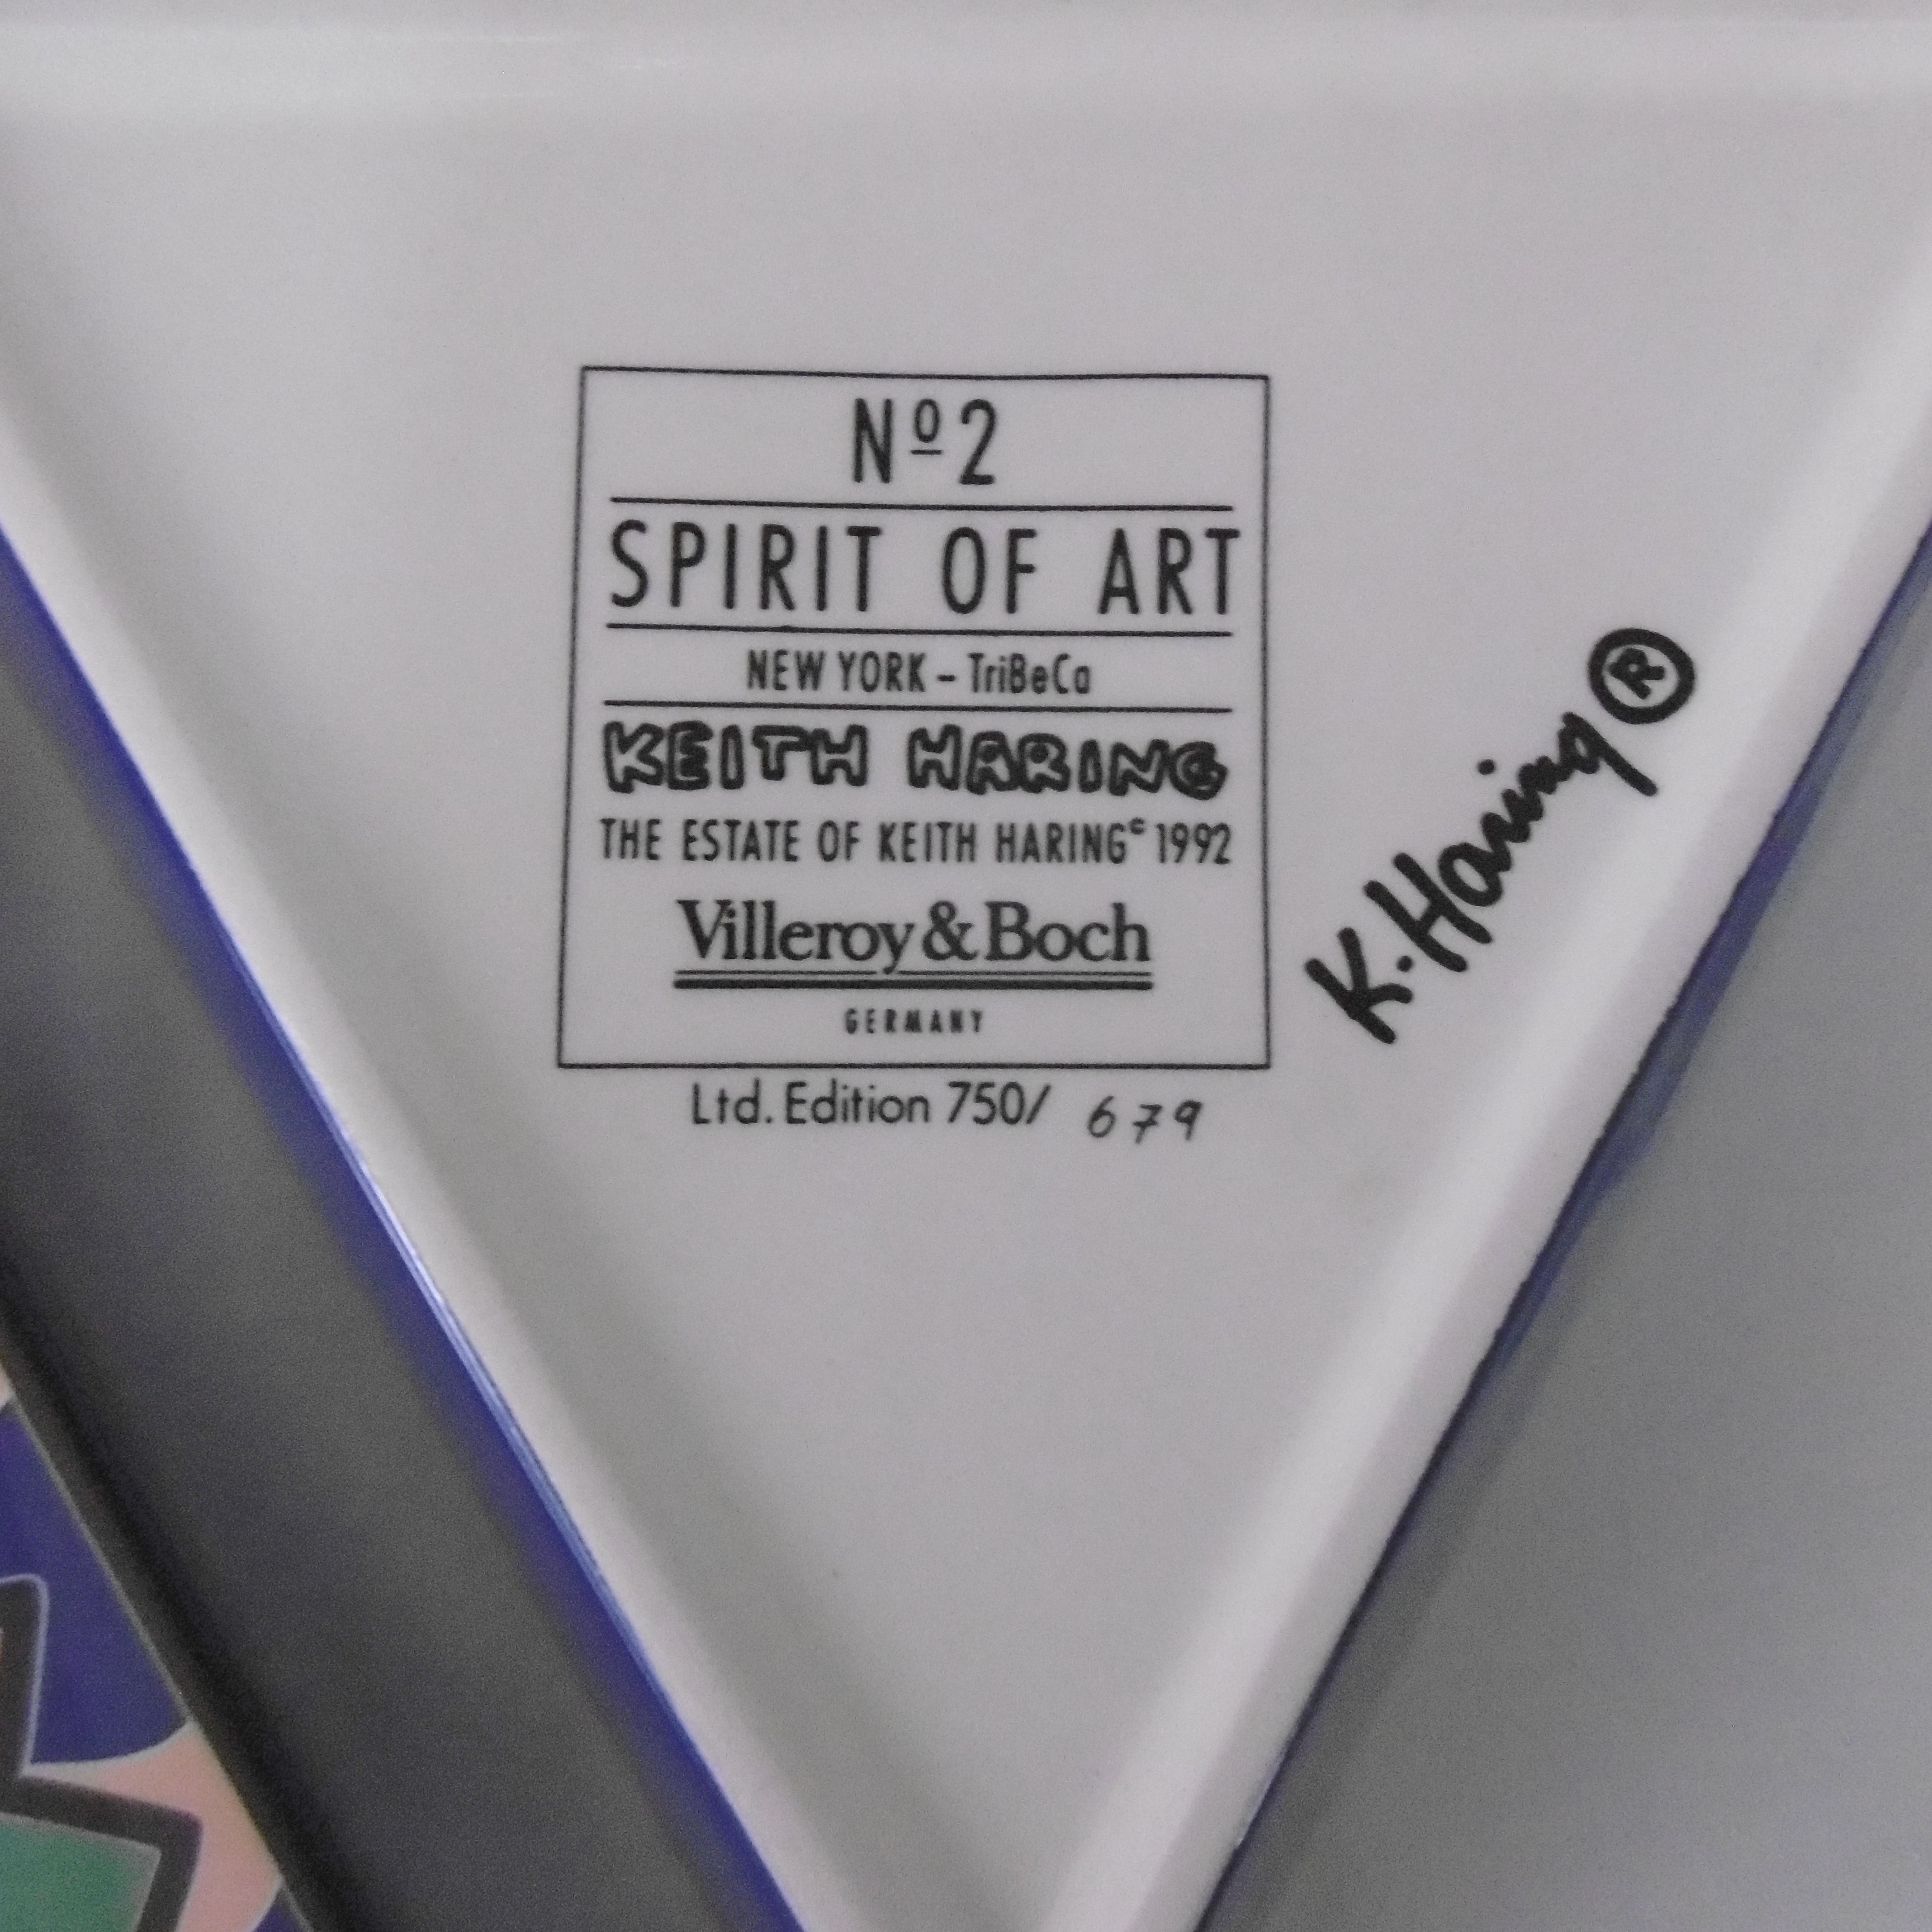 Nº2
SPIRIT OF ART
NEW YORK - TriBeCa
KEITH HARING
THE ESTATE OF KEITH HARING© 1992
Villeroy & Boch
GERMANY
Ltd. Edition 750/ 679
K. Haring ®